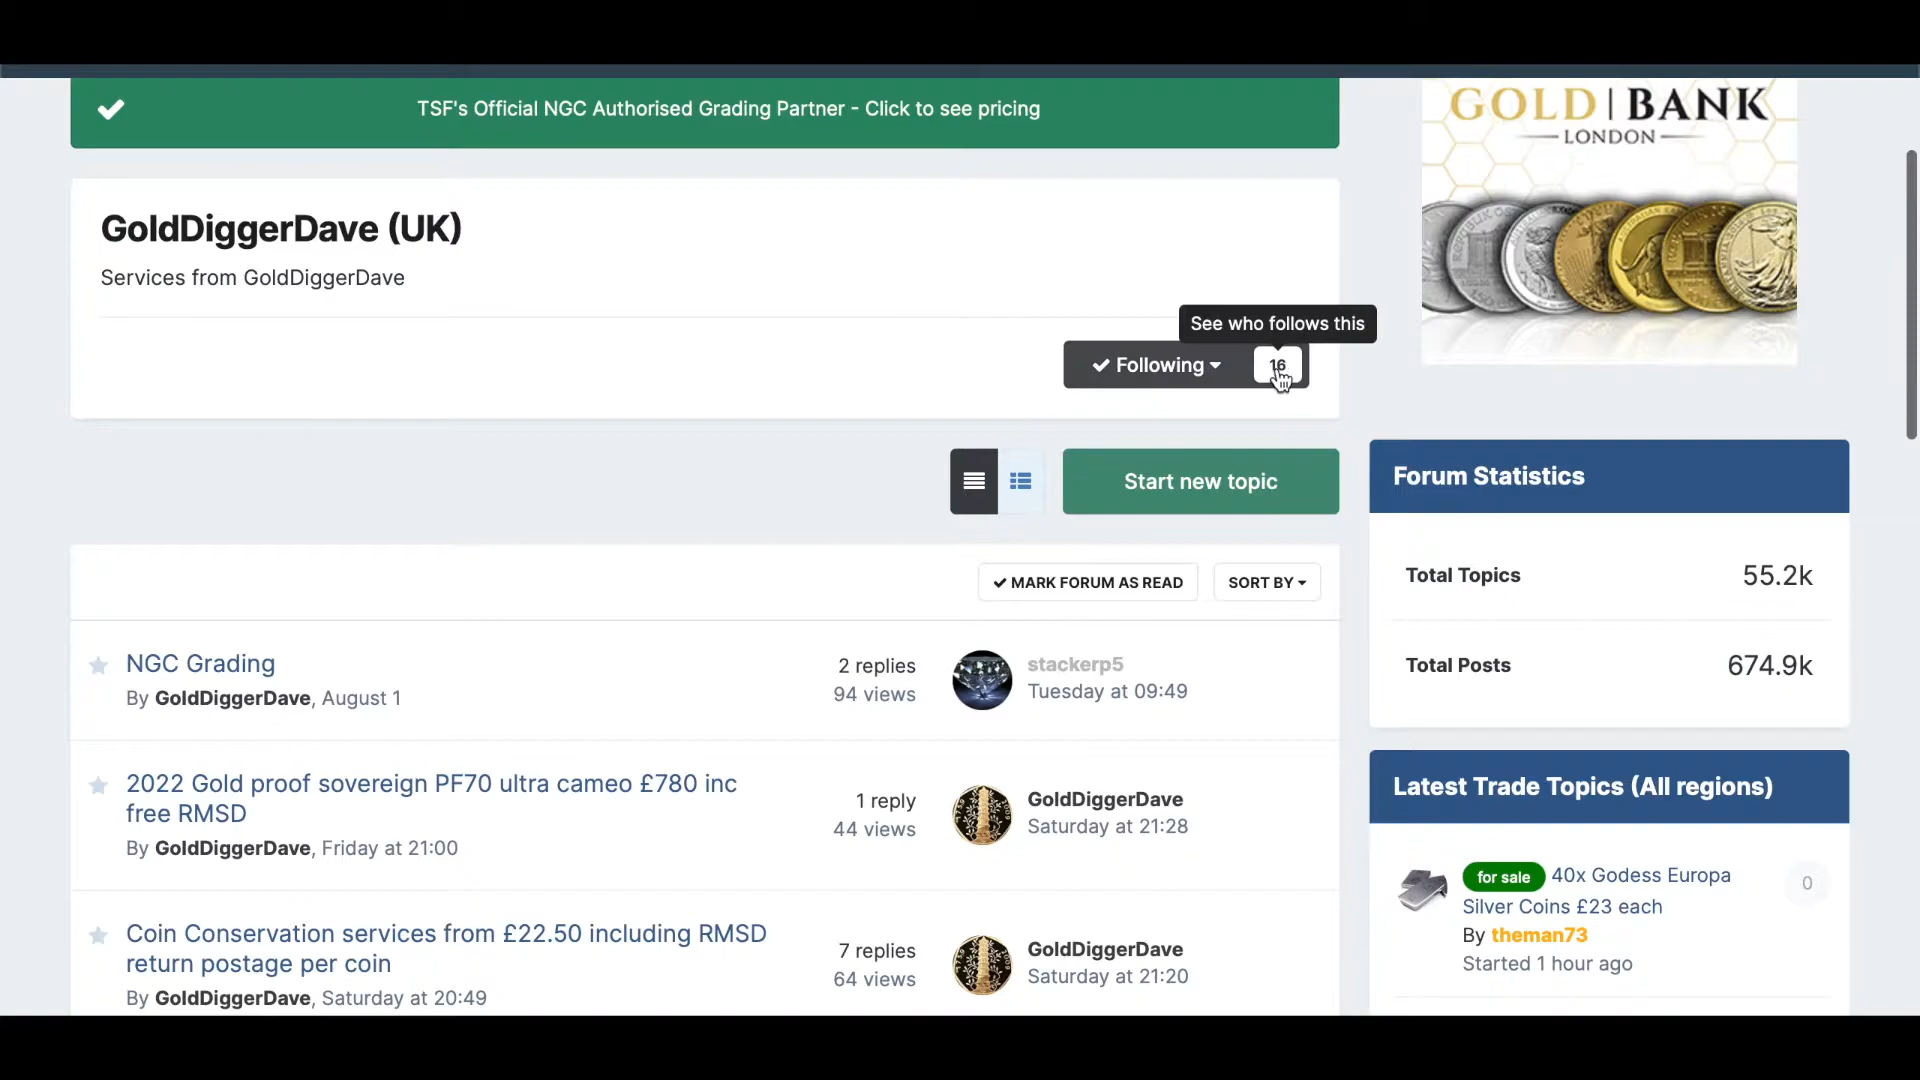 TSF's Official NGC Authorised Grading Partner - Click to see pricing
GOLD | BANK
LONDON
GoldDiggerDave (UK)
Services from GoldDiggerDave
See who follows this
Following
16
Start new topic
MARK FORUM AS READ
SORT BY
NGC Grading
By GoldDiggerDave, August 1
2 replies
94 views
stackerp5
Tuesday at 09:49
2022 Gold proof sovereign PF70 ultra cameo £780 inc
free RMSD
By GoldDiggerDave, Friday at 21:00
1 reply
44 views
GoldDiggerDave
Saturday at 21:28
Coin Conservation services from £22.50 including RMSD
return postage per coin
By GoldDiggerDave, Saturday at 20:49
7 replies
64 views
GoldDiggerDave
Saturday at 21:20
Forum Statistics
Total Topics
55.2k
Total Posts
674.9k
Latest Trade Topics (All regions)
for sale 40x Godess Europa
Silver Coins £23 each
By theman73
Started 1 hour ago
0